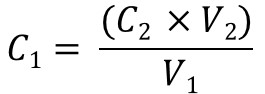 C₁ = (C₂ × V₂) / V₁